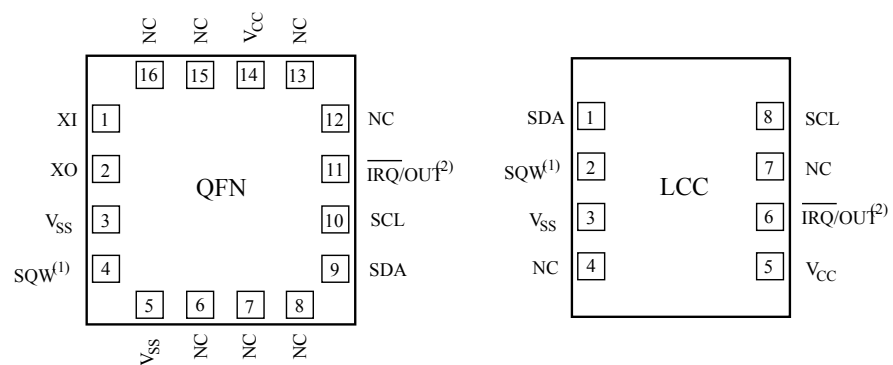 NC NC VCC NC
16 15 14 13
XI 1 12 NC
XO 2 11 IRQ/OUT(2)
VSS 3 10 SCL
SQW(1) 4 9 SDA
QFN
5 6 7 8
VSS NC NC NC
SDA 1 8 SCL
SQW(1) 2 7 NC
LCC
VSS 3 6 IRQ/OUT(2)
NC 4 5 VCC